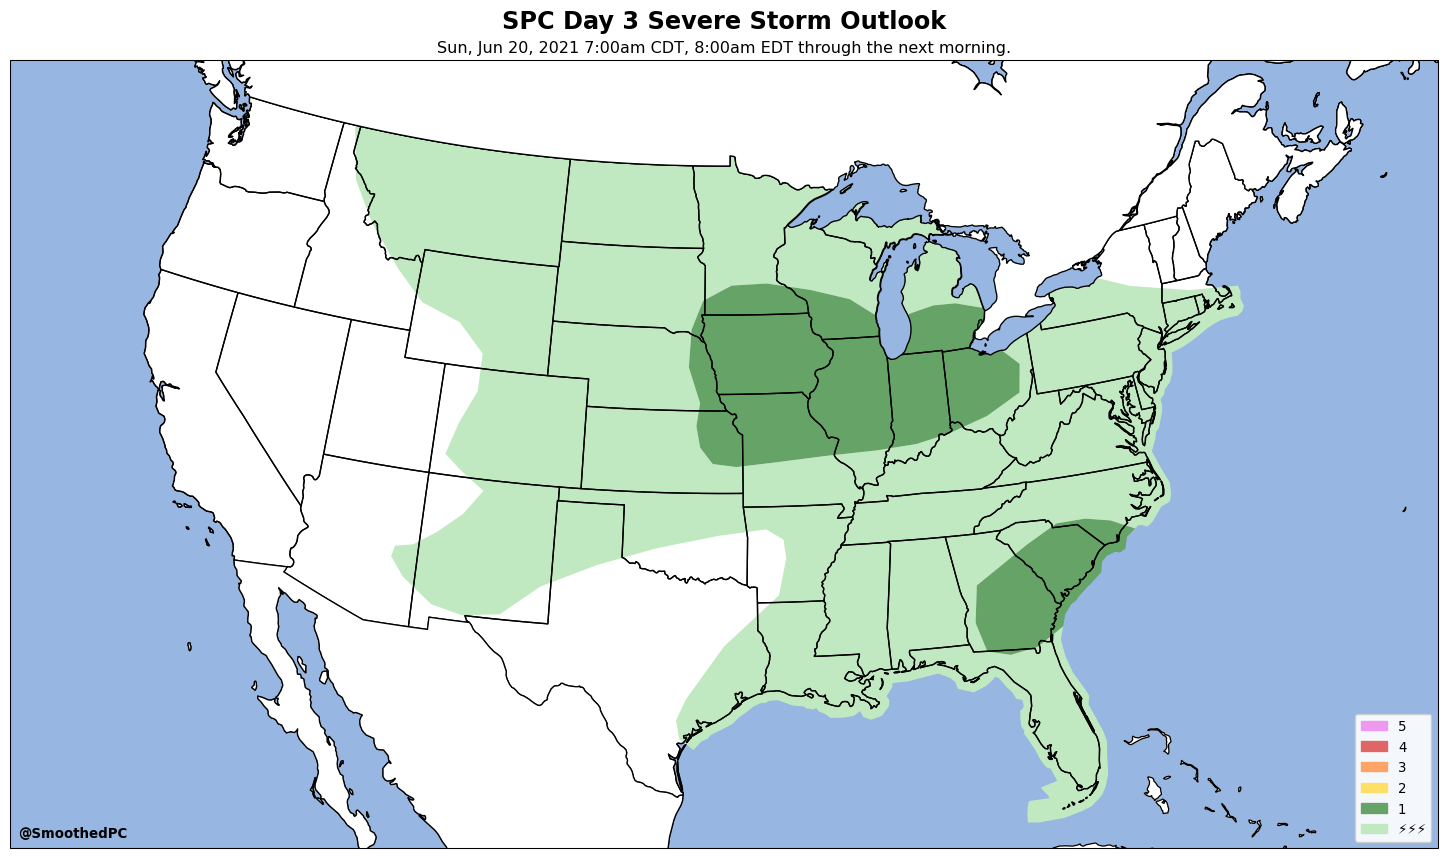 SPC Day 3 Severe Storm Outlook
Sun, Jun 20, 2021 7:00am CDT, 8:00am EDT through the next morning.
5
4
3
2
1
⚡⚡⚡
@SmoothedPC